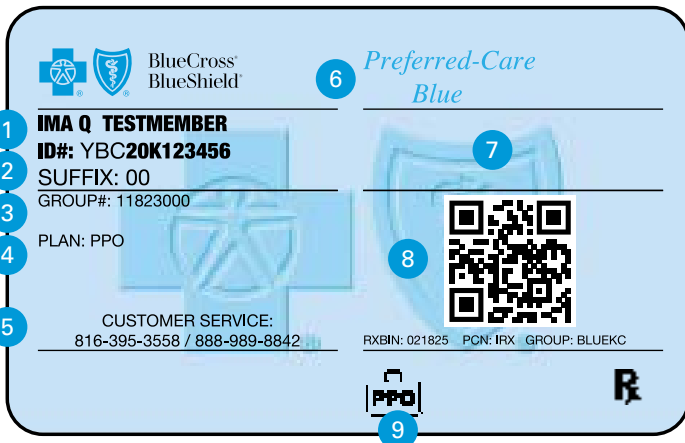 BlueCross®
BlueShield®
6
Preferred-Care
Blue
1
IMA Q TESTMEMBER
ID#: YBC20K123456
2
SUFFIX: 00
7
3
GROUP#: 11823000
4
PLAN: PPO
8
5
CUSTOMER SERVICE:
816-395-3558 / 888-989-8842
RXBIN: 021825 PCN: IRX GROUP: BLUEKC
PPO
Rx
9